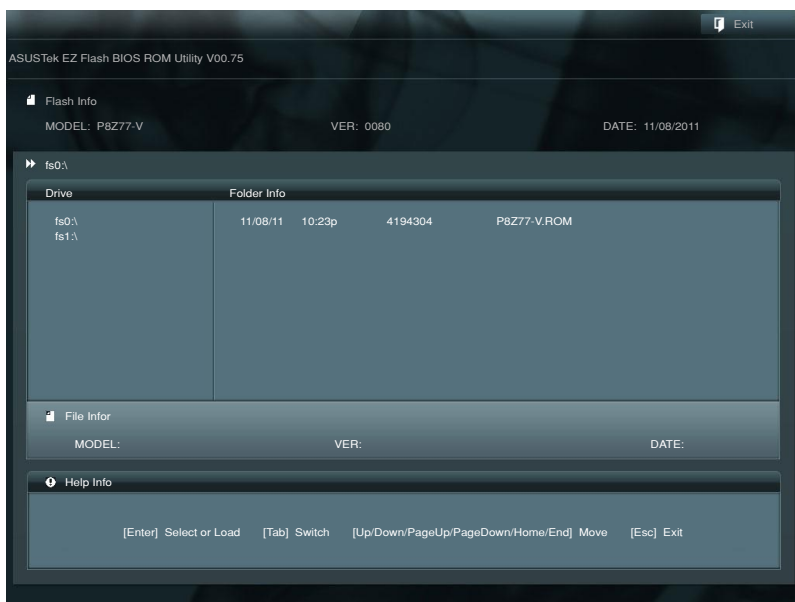 Exit
ASUSTek EZ Flash BIOS ROM Utility V00.75
Flash Info
MODEL: P8Z77-V VER: 0080 DATE: 11/08/2011
fs0:\
Drive Folder Info
fs0:\ 11/08/11 10:23p 4194304 P8Z77-V.ROM
fs1:\
File Infor
MODEL: VER: DATE:
Help Info
[Enter] Select or Load [Tab] Switch [Up/Down/PageUp/PageDown/Home/End] Move [Esc] Exit